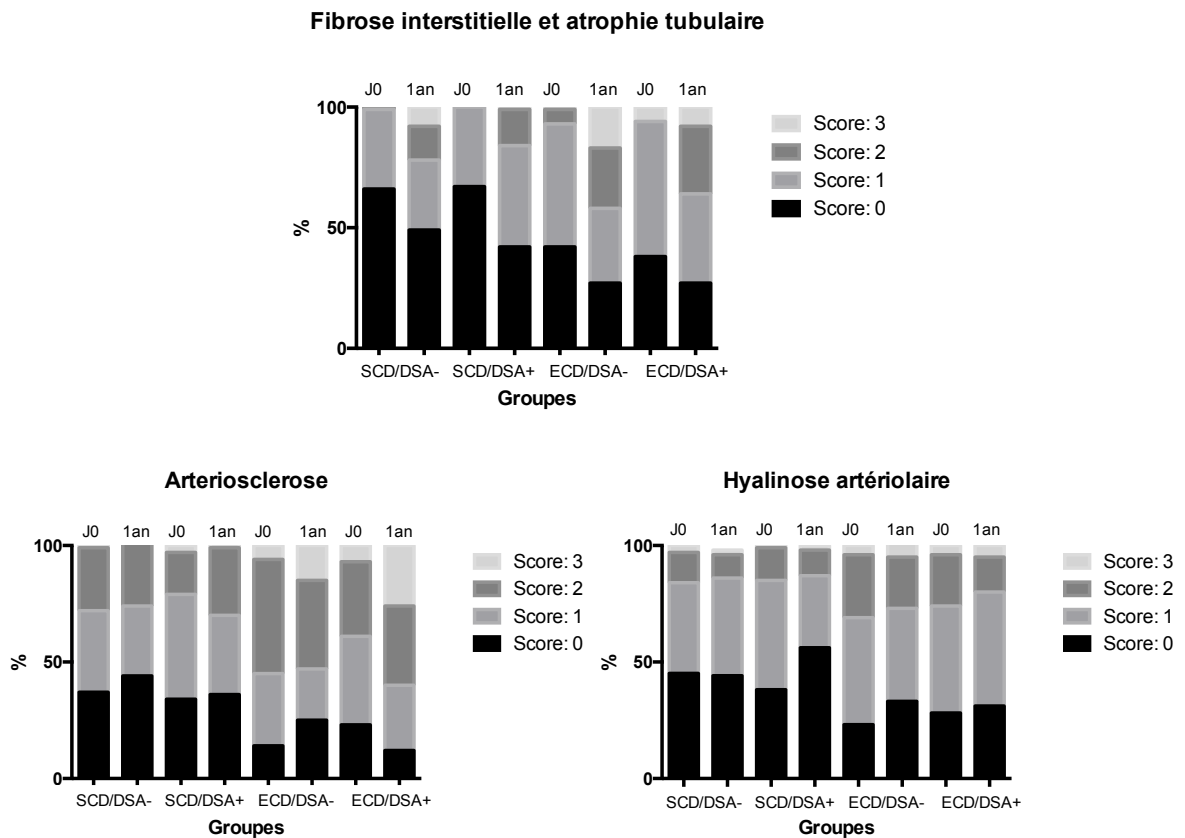 Fibrose interstitielle et atrophie tubulaire
J0 1an J0 1an J0 1an J0 1an
100
50
0
%
Score: 3
Score: 2
Score: 1
Score: 0
SCD/DSA- SCD/DSA+ ECD/DSA- ECD/DSA+
Groupes
Arteriosclerose
J0 1an J0 1an J0 1an J0 1an
100
50
0
%
Score: 3
Score: 2
Score: 1
Score: 0
SCD/DSA- SCD/DSA+ ECD/DSA- ECD/DSA+
Groupes
Hyalinose artériolaire
J0 1an J0 1an J0 1an J0 1an
100
50
0
%
Score: 3
Score: 2
Score: 1
Score: 0
SCD/DSA- SCD/DSA+ ECD/DSA- ECD/DSA+
Groupes